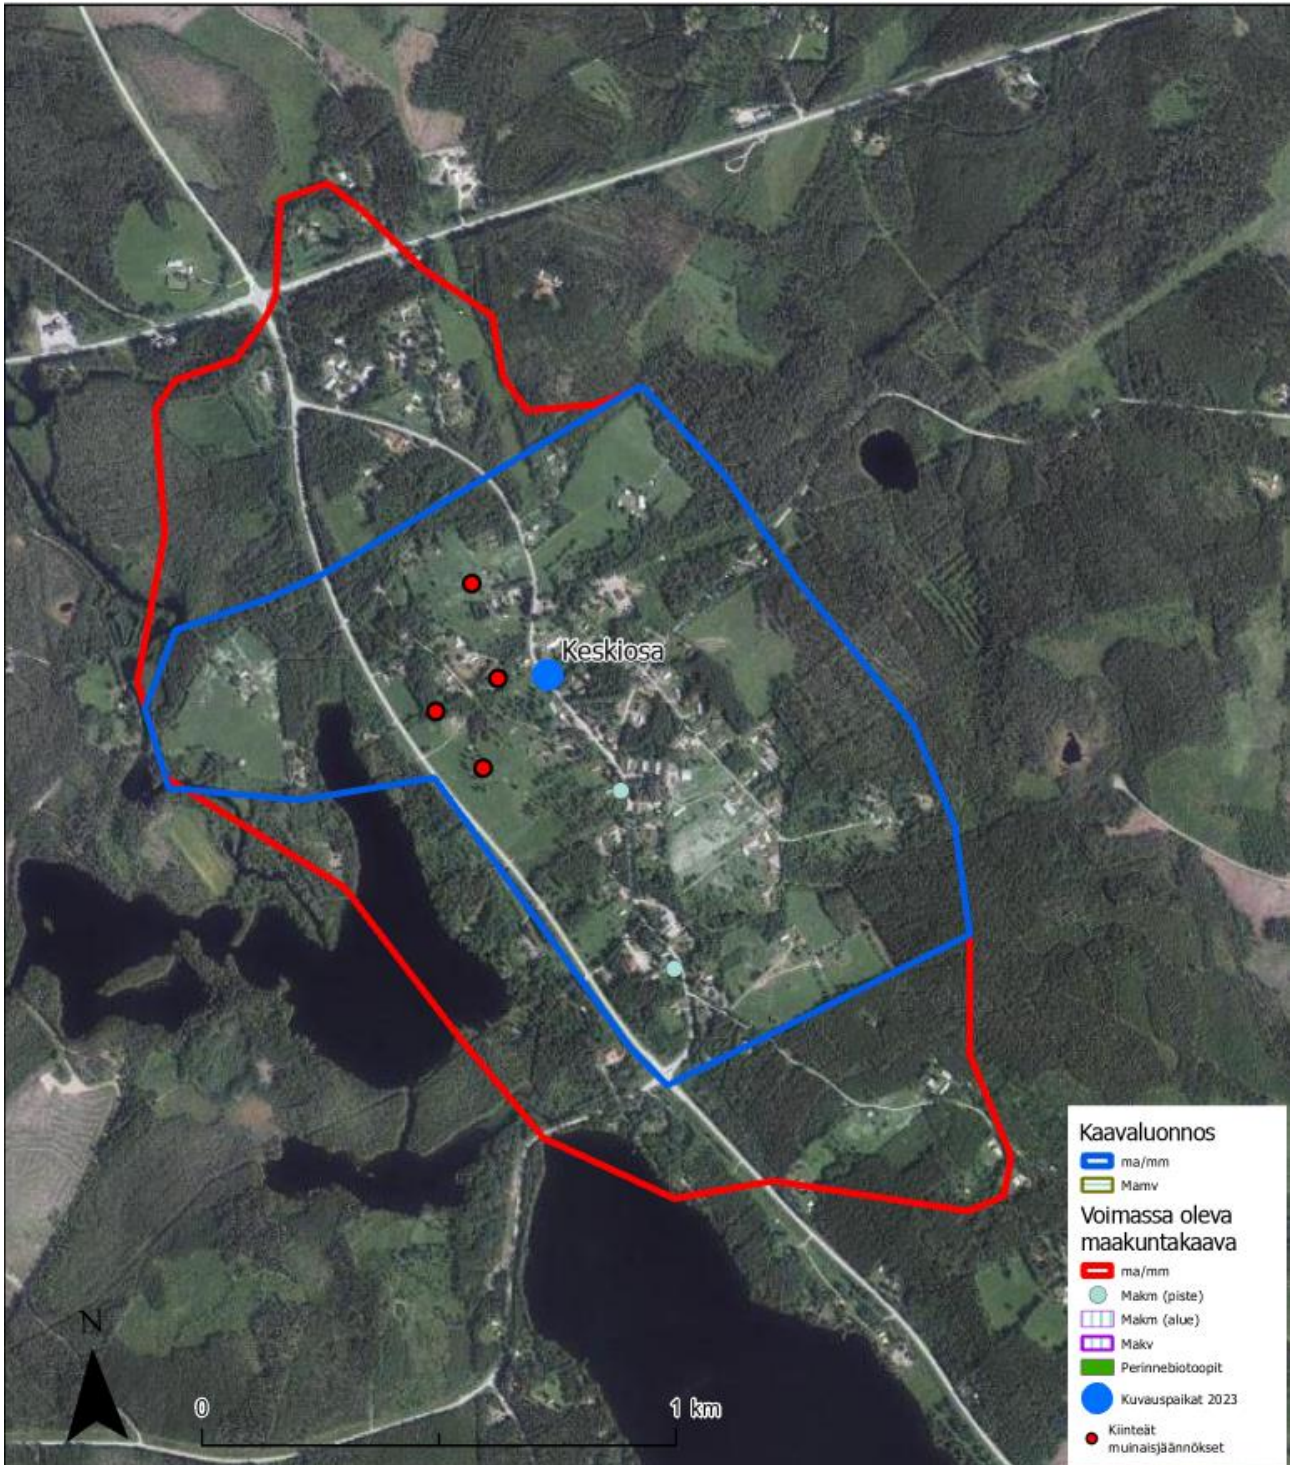 Keskiosa
Kaavaluonnos
ma/mm
Mamv
Voimassa oleva
maakuntakaava
ma/mm
Makm (piste)
Makm (alue)
Makv
Perinnebiotoopit
Kuvauspaikat 2023
Kiinteät
muinaisjäännökset
N
0
1 km